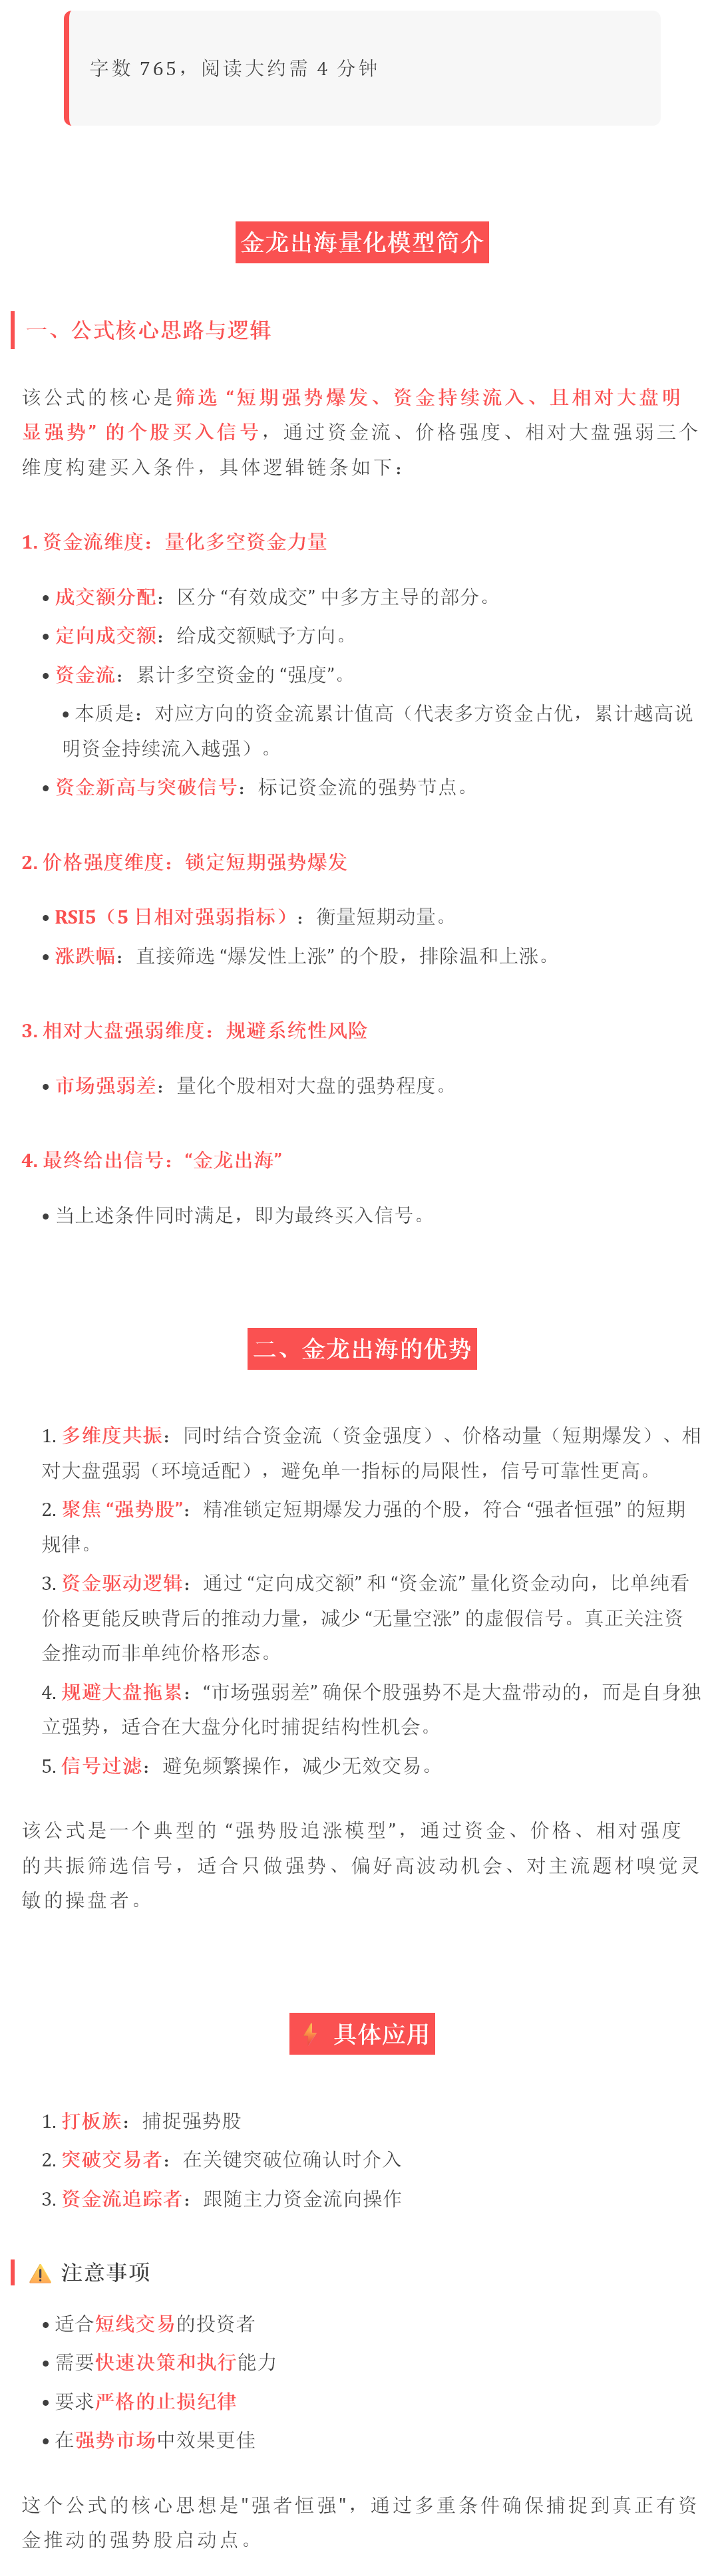 字数 765，阅读大约需 4 分钟
金龙出海量化模型简介
一、公式核心思路与逻辑
该公式的核心是筛选 “短期强势爆发、资金持续流入、且相对大盘明
显强势” 的个股买入信号，通过资金流、价格强度、相对大盘强弱三个
维度构建买入条件，具体逻辑链条如下：
1. 资金流维度：量化多空资金力量
• 成交额分配：区分 “有效成交” 中多方主导的部分。
• 定向成交额：给成交额赋予方向。
• 资金流：累计多空资金的 “强度”。
• 本质是：对应方向的资金流累计值高（代表多方资金占优，累计越高说
明资金持续流入越强）。
• 资金新高与突破信号：标记资金流的强势节点。
2. 价格强度维度：锁定短期强势爆发
• RSI5（5 日相对强弱指标）：衡量短期动量。
• 涨跌幅：直接筛选 “爆发性上涨” 的个股，排除温和上涨。
3. 相对大盘强弱维度：规避系统性风险
• 市场强弱差：量化个股相对大盘的强势程度。
4. 最终给出信号：“金龙出海”
• 当上述条件同时满足，即为最终买入信号。
二、金龙出海的优势
1. 多维度共振：同时结合资金流（资金强度）、价格动量（短期爆发）、相
对大盘强弱（环境适配），避免单一指标的局限性，信号可靠性更高。
2. 聚焦 “强势股”：精准锁定短期爆发力强的个股，符合 “强者恒强” 的短期
规律。
3. 资金驱动逻辑：通过 “定向成交额” 和 “资金流” 量化资金动向，比单纯看
价格更能反映背后的推动力量，减少 “无量空涨” 的虚假信号。真正关注资
金推动而非单纯价格形态。
4. 规避大盘拖累：“市场强弱差” 确保个股强势不是大盘带动的，而是自身独
立强势，适合在大盘分化时捕捉结构性机会。
5. 信号过滤：避免频繁操作，减少无效交易。
该公式是一个典型的 “强势股追涨模型”，通过资金、价格、相对强度
的共振筛选信号，适合只做强势、偏好高波动机会、对主流题材嗅觉灵
敏的操盘者。
⚡ 具体应用
1. 打板族：捕捉强势股
2. 突破交易者：在关键突破位确认时介入
3. 资金流追踪者：跟随主力资金流向操作
⚠️ 注意事项
• 适合短线交易的投资者
• 需要快速决策和执行能力
• 要求严格的止损纪律
• 在强势市场中效果更佳
这个公式的核心思想是"强者恒强"，通过多重条件确保捕捉到真正有资
金推动的强势股启动点。